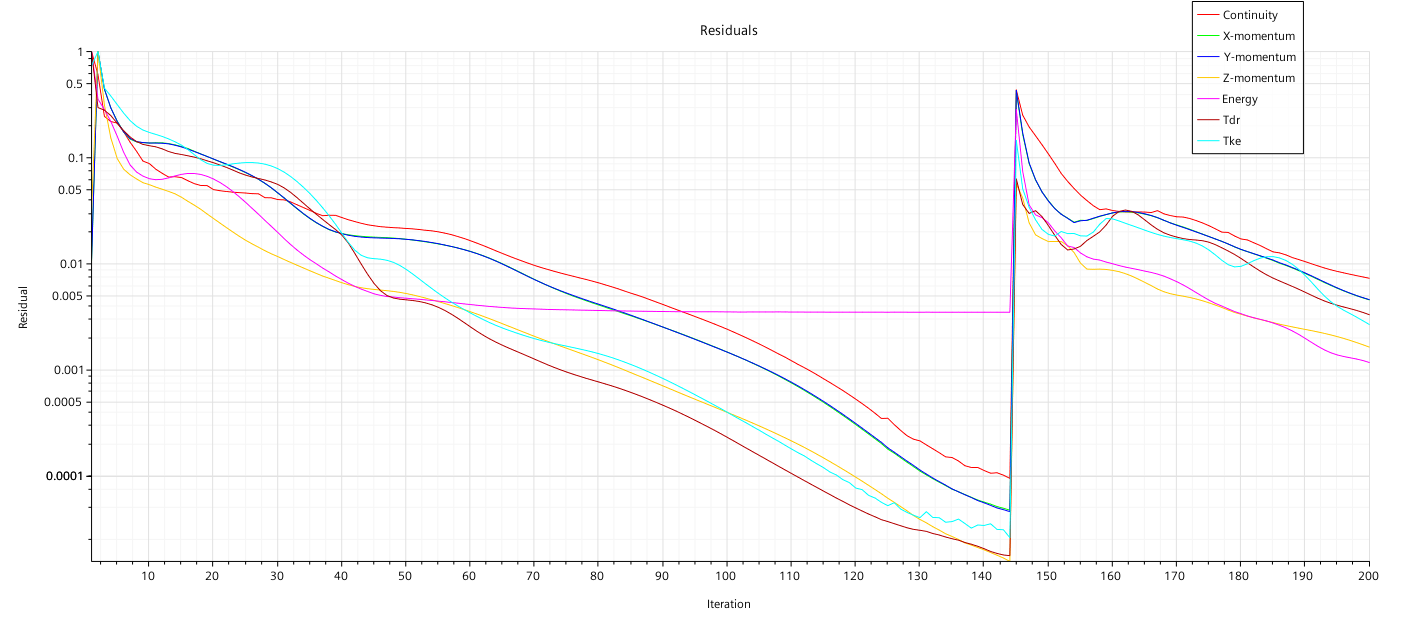 Residuals
Continuity
X-momentum
Y-momentum
Z-momentum
Energy
Tdr
Tke
1
0.5
0.1
0.05
0.01
0.005
0.001
0.0005
0.0001
Residual
10 20 30 40 50 60 70 80 90 100 110 120 130 140 150 160 170 180 190 200
Iteration